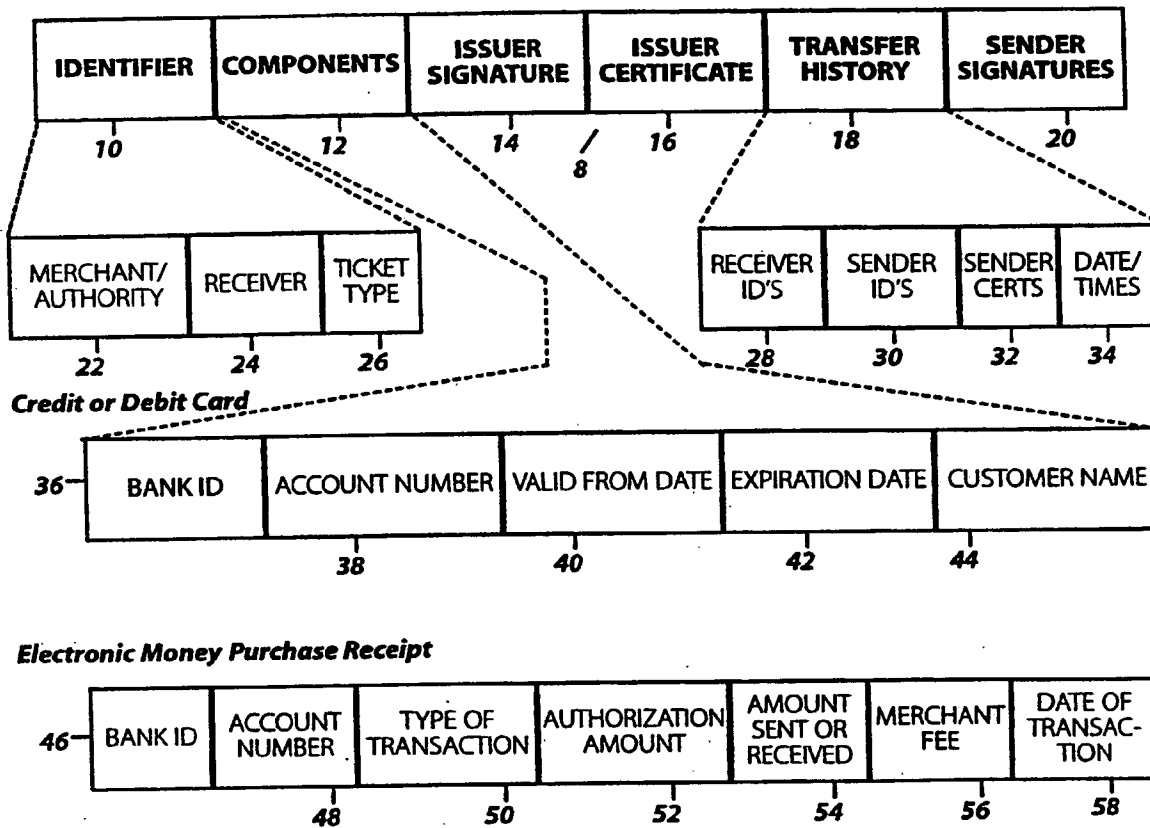 IDENTIFIER
COMPONENTS
ISSUER
SIGNATURE
ISSUER
CERTIFICATE
TRANSFER
HISTORY
SENDER
SIGNATURES
10
12
14
8
16
18
20
MERCHANT/
AUTHORITY
RECEIVER
TICKET
TYPE
RECEIVER
ID'S
SENDER
ID'S
SENDER
CERTS
DATE/
TIMES
22
24
26
28
30
32
34
Credit or Debit Card
36
BANK ID
ACCOUNT NUMBER
VALID FROM DATE
EXPIRATION DATE
CUSTOMER NAME
38
40
42
44
Electronic Money Purchase Receipt
46
BANK ID
ACCOUNT
NUMBER
TYPE OF
TRANSACTION
AUTHORIZATION
AMOUNT
AMOUNT
SENT OR
RECEIVED
MERCHANT
FEE
DATE OF
TRANSAC-
TION
48
50
52
54
56
58